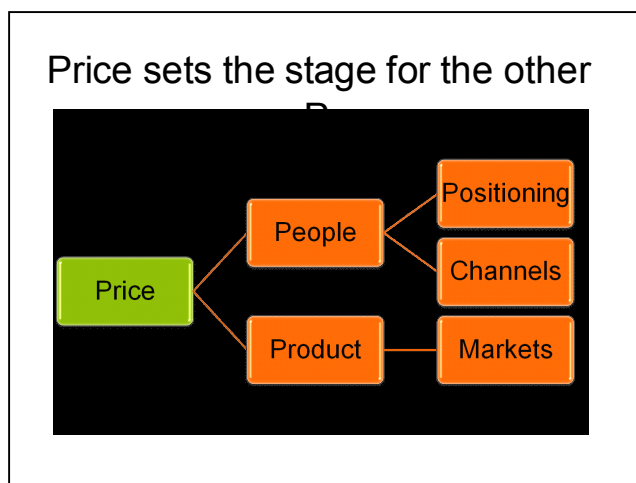 Price sets the stage for the other
Positioning
People
Channels
Price
Product
Markets